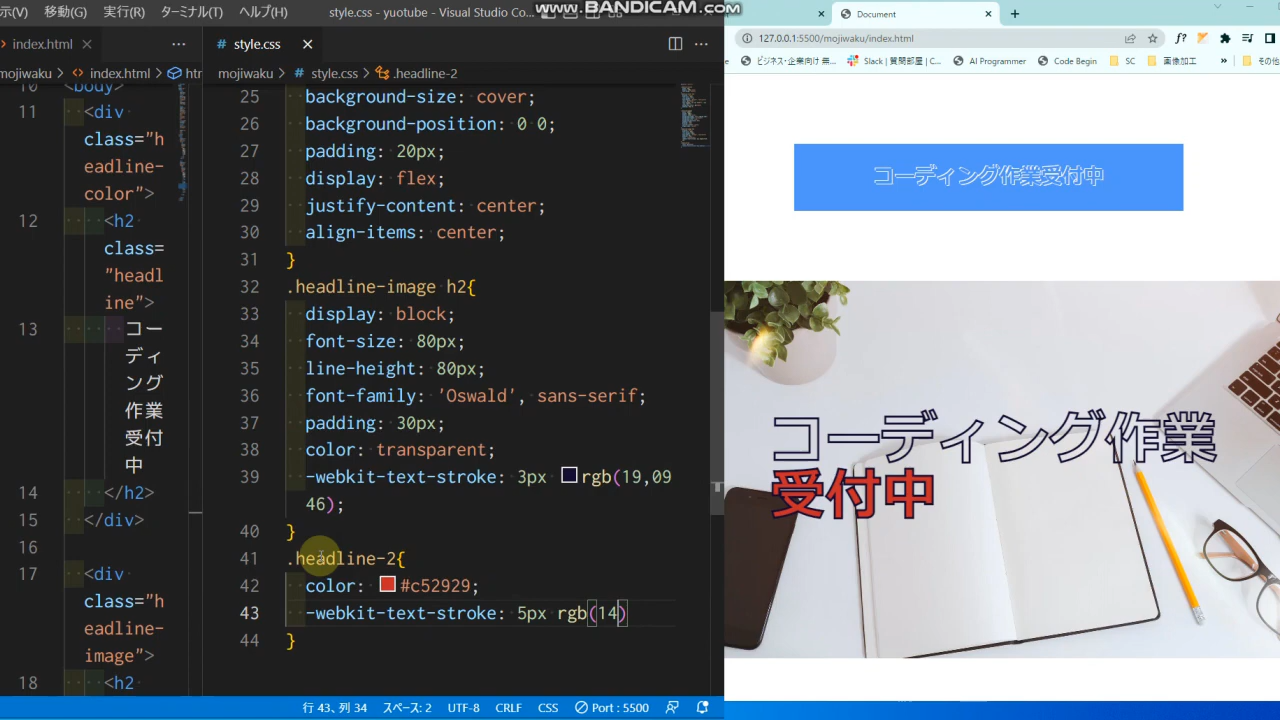 示(V) 移動(G) 実行(R) ターミナル(T) ヘルプ(H) style.css - yuotube - Visual Studio Co...
www.BANDICAM.com
index.html
# style.css
mojiwaku > <> index.html >
mojiwaku > # style.css > .headline-2
10 <body>
11 <div
class="h
eadline-
color">
12 <h2
class=
"headl
ine">
13 コー
ディ
ング
作業
受付
中
14 </h2>
15 </div>
16
17 <div
class="h
eadline-
image">
18 <h2
25 background-size: cover;
26 background-position: 0 0;
27 padding: 20px;
28 display: flex;
29 justify-content: center;
30 align-items: center;
31 }
32 .headline-image h2{
33 display: block;
34 font-size: 80px;
35 line-height: 80px;
36 font-family: 'Oswald', sans-serif;
37 padding: 30px;
38 color: transparent;
39 -webkit-text-stroke: 3px rgb(19,09
46);
40 }
41 .headline-2{
42 color: #c52929;
43 -webkit-text-stroke: 5px rgb(14)
44 }
行 43、列 34 スペース: 2 UTF-8 CRLF CSS Port : 5500
Document
127.0.0.1:5500/mojiwaku/index.html
ビジネス・企業向け 無... Slack | 質問部屋 | C... AI Programmer Code Begin SC 画像加工 » その他
コーディング作業受付中
コーディング作業
受付中